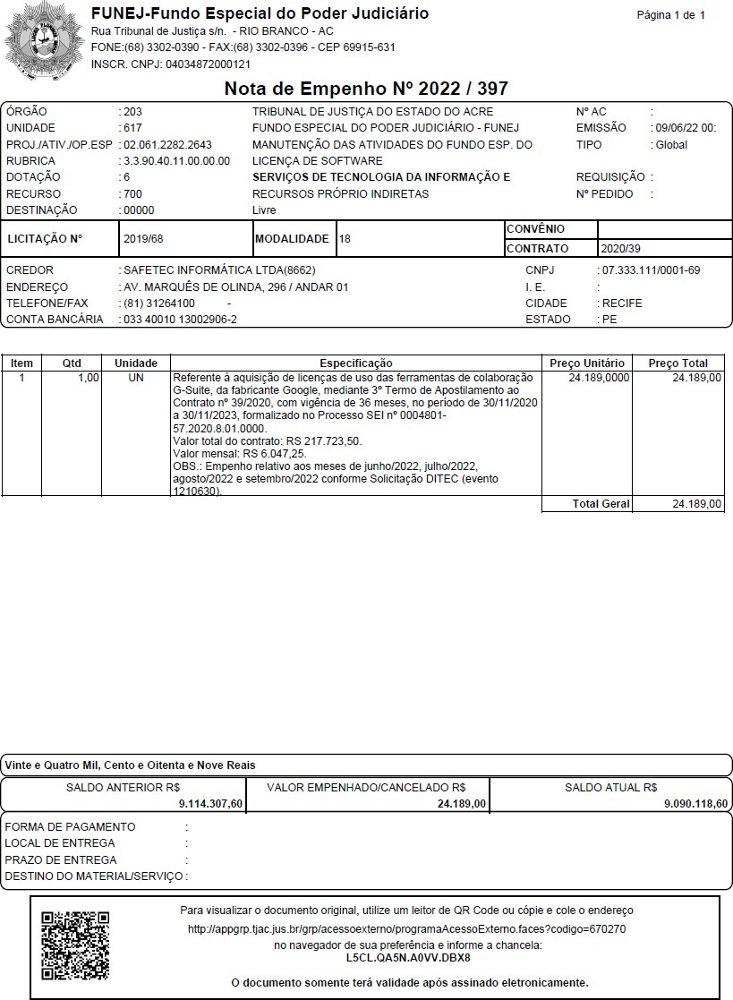 FUNEJ-Fundo Especial do Poder Judiciário
Página 1 de 1
Rua Tribunal de Justiça s/n. - RIO BRANCO - AC
FONE:(68) 3302-0390 - FAX:(68) 3302-0396 - CEP 69915-631
INSCR. CNPJ: 04034872000121
Nota de Empenho Nº 2022 / 397
ÓRGÃO : 203 TRIBUNAL DE JUSTIÇA DO ESTADO DO ACRE Nº AC :
UNIDADE : 617 FUNDO ESPECIAL DO PODER JUDICIÁRIO - FUNEJ EMISSÃO : 09/06/22 00:
PROJ./ATIV./OP.ESP : 02.061.2282.2643 MANUTENÇÃO DAS ATIVIDADES DO FUNDO ESP. DO TIPO : Global
RUBRICA : 3.3.90.40.11.00.00.00 LICENÇA DE SOFTWARE
DOTAÇÃO : 6 SERVIÇOS DE TECNOLOGIA DA INFORMAÇÃO E REQUISIÇÃO :
RECURSO : 700 RECURSOS PRÓPRIO INDIRETAS Nº PEDIDO :
DESTINAÇÃO : 00000 Livre
LICITAÇÃO Nº 2019/68 MODALIDADE 18 CONVÊNIO
CONTRATO 2020/39
CREDOR : SAFETEC INFORMÁTICA LTDA(8662) CNPJ : 07.333.111/0001-69
ENDEREÇO : AV. MARQUÊS DE OLINDA, 296 / ANDAR 01 I. E. :
TELEFONE/FAX : (81) 31264100 - CIDADE : RECIFE
CONTA BANCÁRIA : 033 40010 13002906-2 ESTADO : PE
Item Qtd Unidade Especificação Preço Unitário Preço Total
1 1,00 UN Referente à aquisição de licenças de uso das ferramentas de colaboração 24.189,0000 24.189,00
G-Suite, da fabricante Google, mediante 3º Termo de Apostilamento ao
Contrato nº 39/2020, com vigência de 36 meses, no período de 30/11/2020
a 30/11/2023, formalizado no Processo SEI nº 0004801-
57.2020.8.01.0000.
Valor total do contrato: RS 217.723,50.
Valor mensal: RS 6.047,25.
OBS.: Empenho relativo aos meses de junho/2022, julho/2022,
agosto/2022 e setembro/2022 conforme Solicitação DITEC (evento
1210630).
Total Geral 24.189,00
Vinte e Quatro Mil, Cento e Oitenta e Nove Reais
SALDO ANTERIOR R$ VALOR EMPENHADO/CANCELADO R$ SALDO ATUAL R$
9.114.307,60 24.189,00 9.090.118,60
FORMA DE PAGAMENTO :
LOCAL DE ENTREGA :
PRAZO DE ENTREGA :
DESTINO DO MATERIAL/SERVIÇO :
Para visualizar o documento original, utilize um leitor de QR Code ou cópie e cole o endereço
http://appgrp.tjac.jus.br/grp/acessoexterno/programaAcessoExterno.faces?codigo=670270
no navegador de sua preferência e informe a chancela:
L5CL.QA5N.A0VV.DBX8
O documento somente terá validade após assinado eletronicamente.